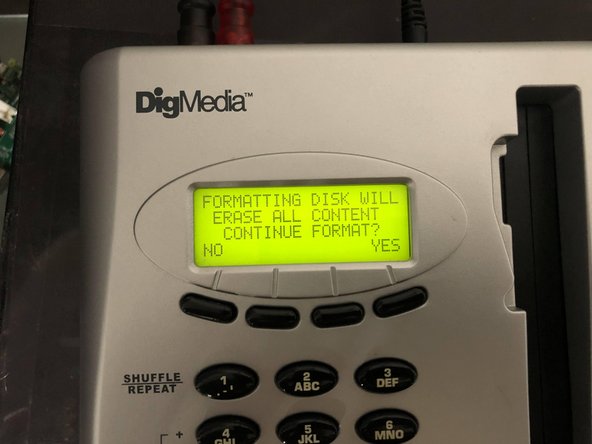 DigMedia™
FORMATTING DISK WILL
ERASE ALL CONTENT
CONTINUE FORMAT?
NO YES
SHUFFLE
REPEAT
1 2 3
., ABC DEF
+ 4 5 6
GHI JKL MNO